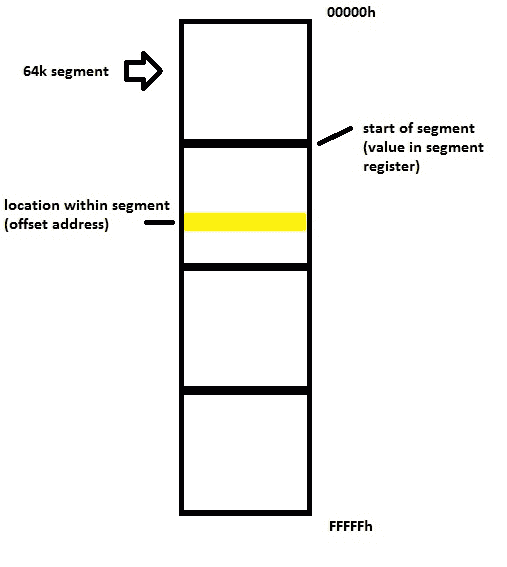 00000h
64k segment
start of segment
(value in segment
register)
location within segment
(offset address)
FFFFFh